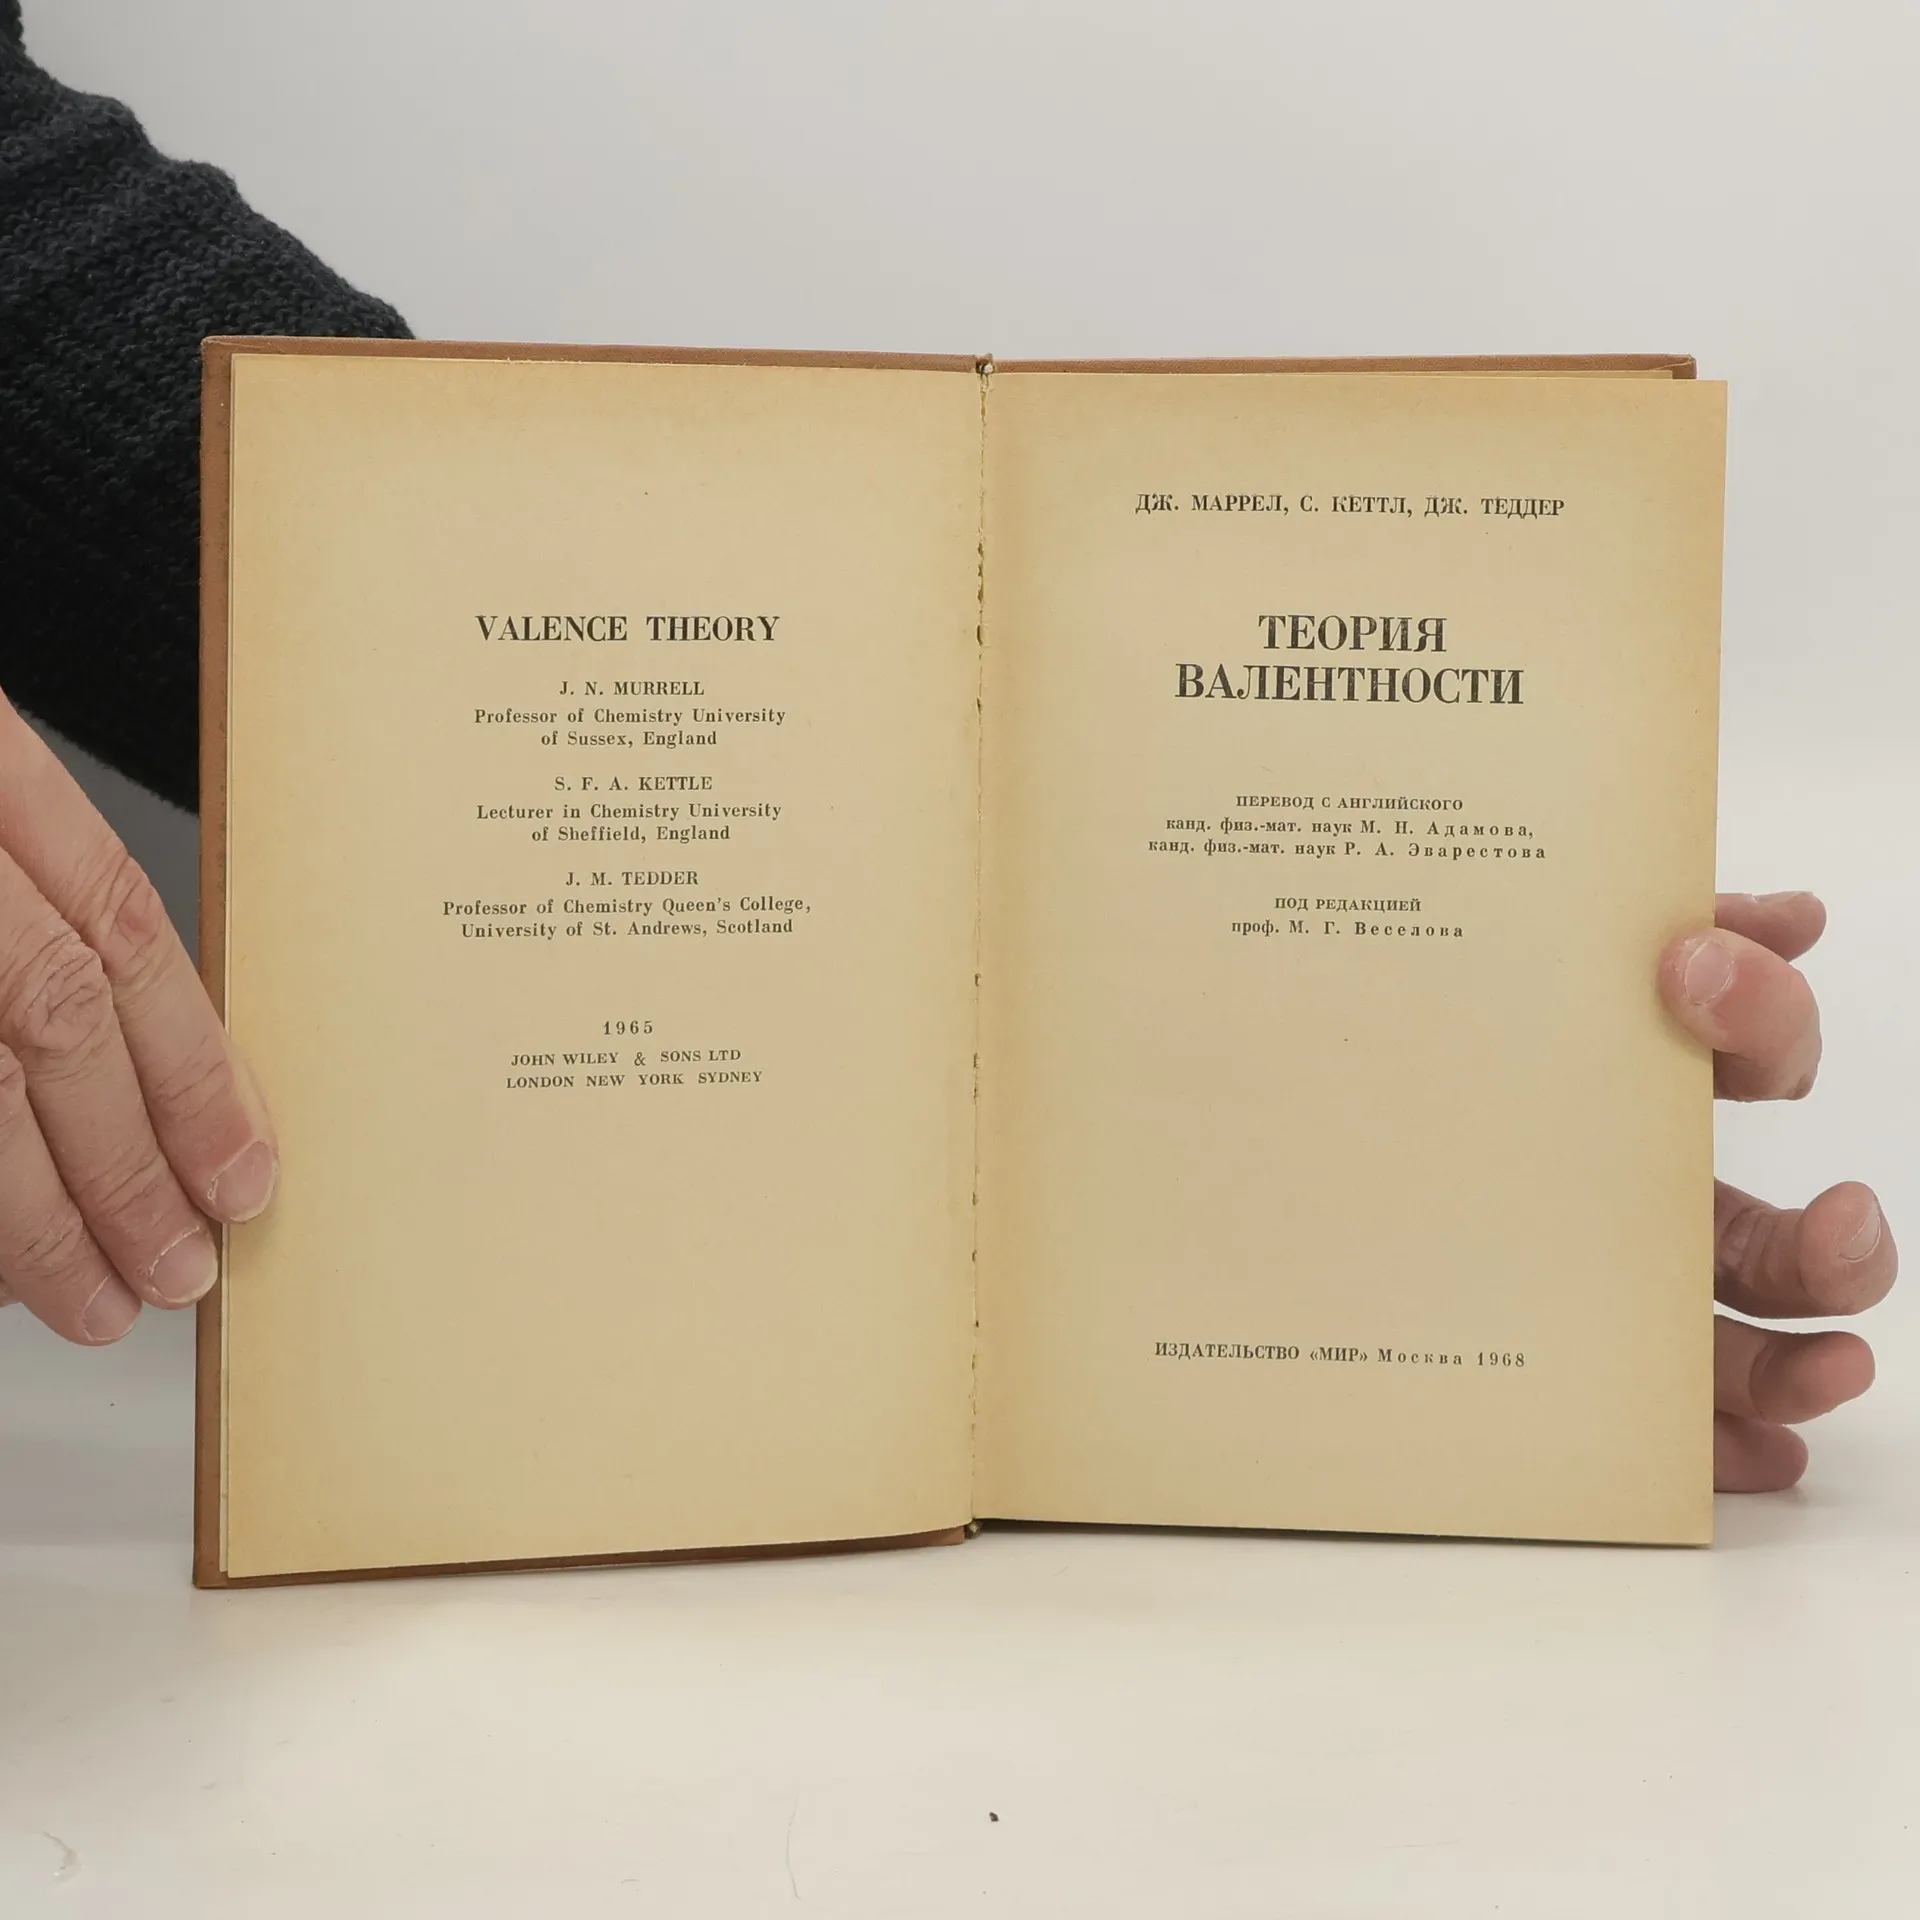 VALENCE THEORY
J. N. MURRELL
Professor of Chemistry University
of Sussex, England
S. F. A. KETTLE
Lecturer in Chemistry University
of Sheffield, England
J. M. TEDDER
Professor of Chemistry Queen's College,
University of St. Andrews, Scotland
1965
JOHN WILEY & SONS LTD
LONDON NEW YORK SYDNEY
ДЖ. МАРРЕЛ, С. КЕТТЛ, ДЖ. ТЕДДЕР
ТЕОРИЯ
ВАЛЕНТНОСТИ
ПЕРЕВОД С АНГЛИЙСКОГО
канд. физ.-мат. наук М. Н. Адамова,
канд. физ.-мат. наук Р. А. Эварестова
ПОД РЕДАКЦИЕЙ
проф. М. Г. Веселова
ИЗДАТЕЛЬСТВО «МИР» Москва 1968